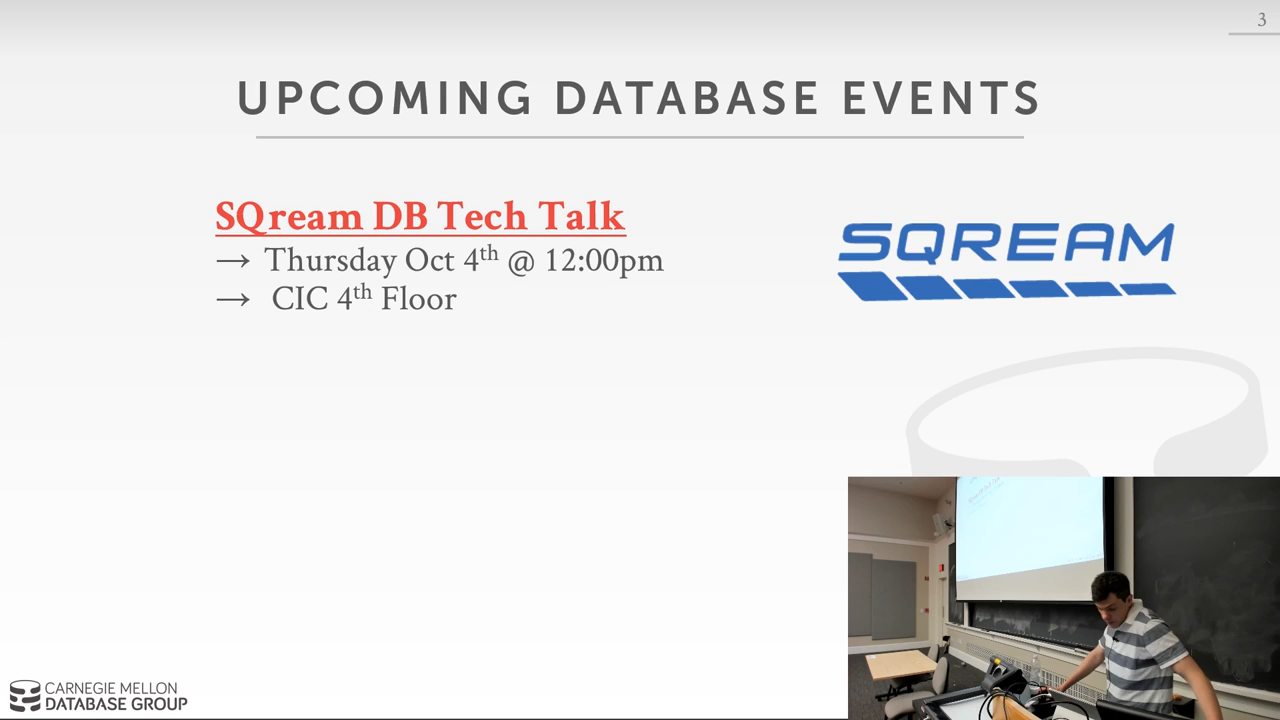 3
UPCOMING DATABASE EVENTS
SQream DB Tech Talk
→ Thursday Oct 4th @ 12:00pm
→ CIC 4th Floor
SQREAM
CARNEGIE MELLON
DATABASE GROUP